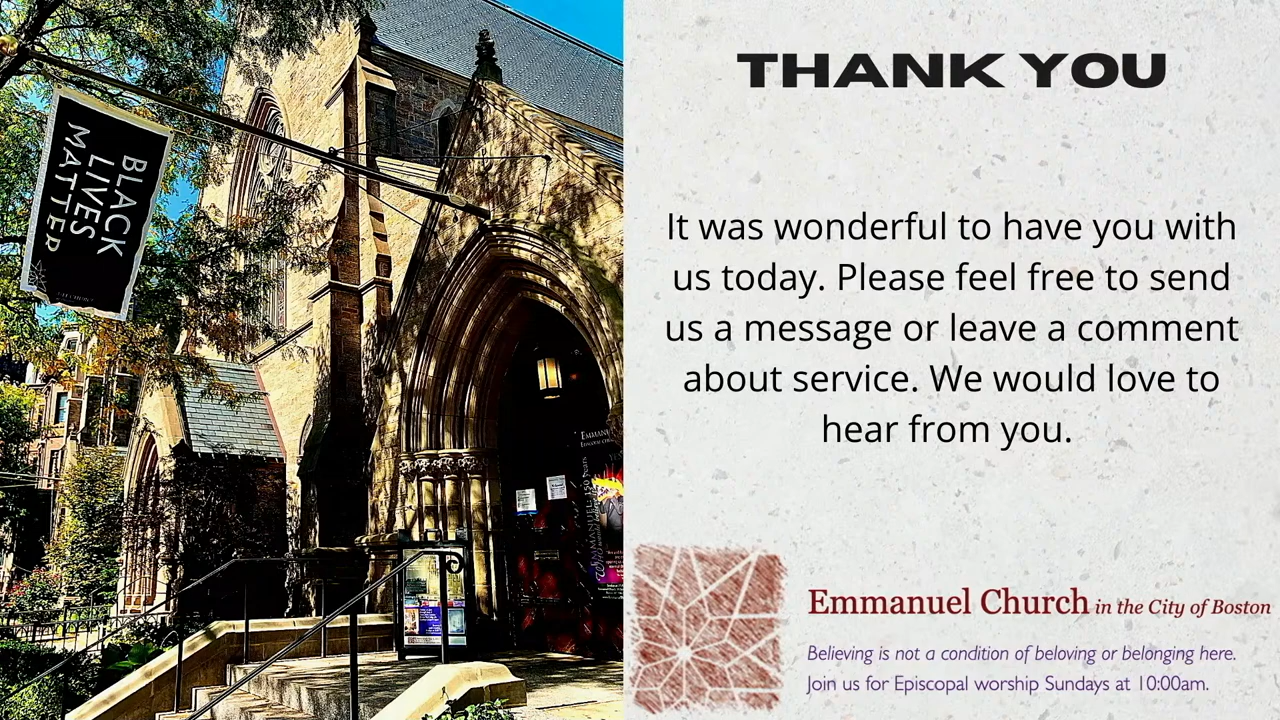 BLACK
LIVES
MATTER
EMMANUEL
THANK YOU
It was wonderful to have you with
us today. Please feel free to send
us a message or leave a comment
about service. We would love to
hear from you.
Emmanuel Church in the City of Boston
Believing is not a condition of beloving or belonging here.
Join us for Episcopal worship Sundays at 10:00am.